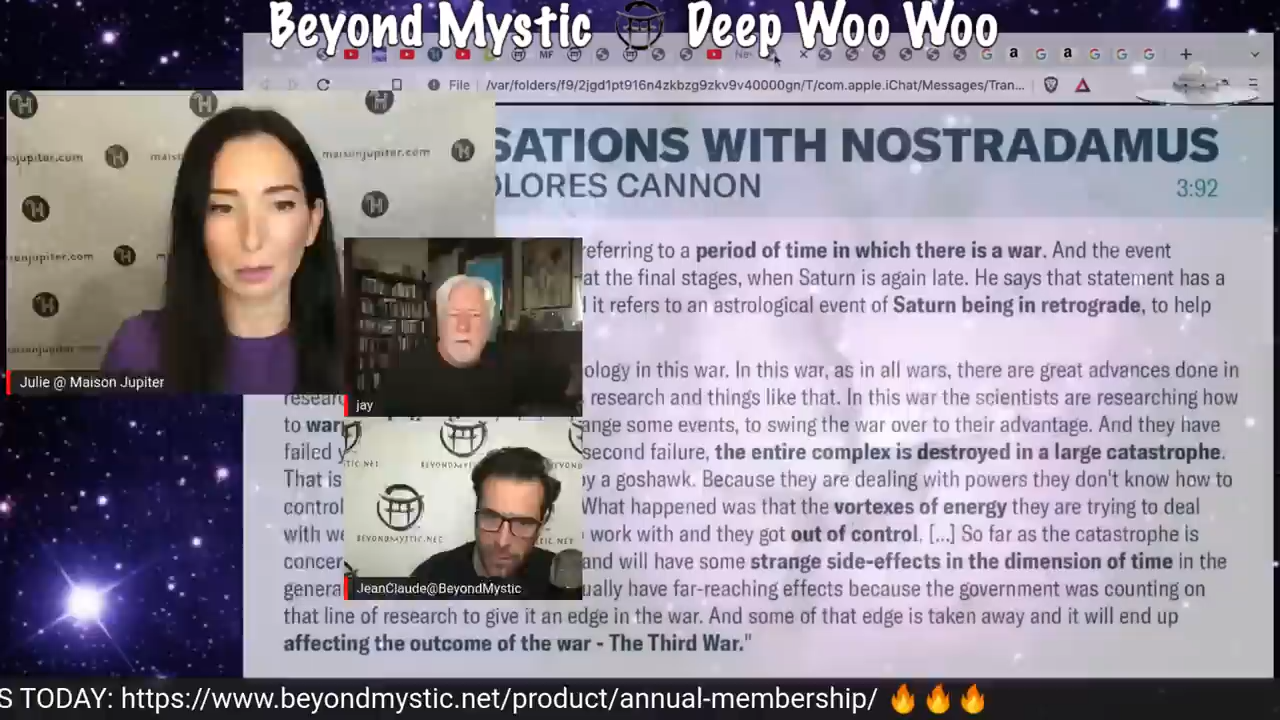 Beyond Mystic Deep Woo Woo
File /var/folders/f9/2jgd1pt916n4zkbzg9zkv9v40000gn/T/com.apple.iChat/Messages/Tran...
SATIONS WITH NOSTRADAMUS
OLORES CANNON
3:92
referring to a period of time in which there is a war. And the event
at the final stages, when Saturn is again late. He says that statement has a
it refers to an astrological event of Saturn being in retrograde, to help
ology in this war. In this war, as in all wars, there are great advances done in
researc research and things like that. In this war the scientists are researching how
to war ange some events, to swing the war over to their advantage. And they have
failed second failure, the entire complex is destroyed in a large catastrophe.
That is by a goshawk. Because they are dealing with powers they don't know how to
control What happened was that the vortexes of energy they are trying to deal
with we work with and they got out of control. [...] So far as the catastrophe is
concer and will have some strange side-effects in the dimension of time in the
genera ually have far-reaching effects because the government was counting on
that line of research to give it an edge in the war. And some of that edge is taken away and it will end up
affecting the outcome of the war - The Third War."
maisonjupiter.com
Julie @ Maison Jupiter
jay
BEYONDMYSTIC.NET
BEYONDMYSTIC.NET
JeanClaude@BeyondMystic
S TODAY: https://www.beyondmystic.net/product/annual-membership/ 🔥🔥🔥